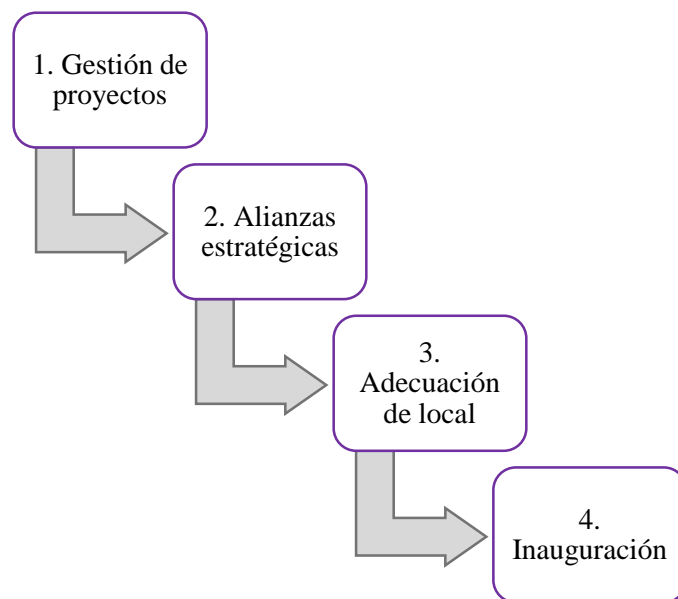 1. Gestión de
proyectos
2. Alianzas
estratégicas
3.
Adecuación
de local
4.
Inauguración